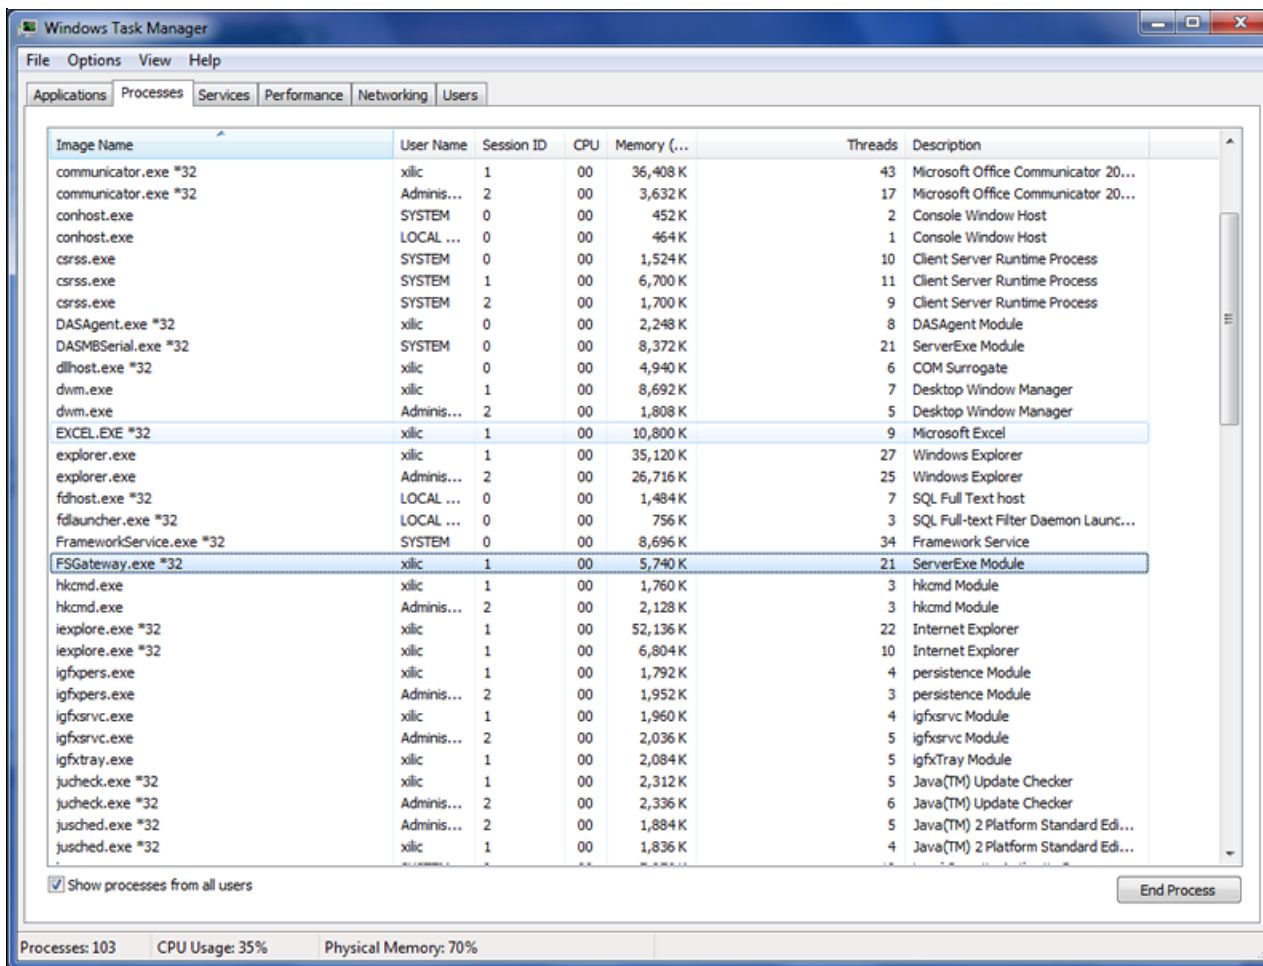 Windows Task Manager
File Options View Help
Applications Processes Services Performance Networking Users
Image Name User Name Session ID CPU Memory (... Threads Description
communicator.exe *32 xilic 1 00 36,408 K 43 Microsoft Office Communicator 20...
communicator.exe *32 Adminis... 2 00 3,632 K 17 Microsoft Office Communicator 20...
conhost.exe SYSTEM 0 00 452 K 2 Console Window Host
conhost.exe LOCAL ... 0 00 464 K 1 Console Window Host
csrss.exe SYSTEM 0 00 1,524 K 10 Client Server Runtime Process
csrss.exe SYSTEM 1 00 6,700 K 11 Client Server Runtime Process
csrss.exe SYSTEM 2 00 1,700 K 9 Client Server Runtime Process
DASAgent.exe *32 xilic 0 00 2,248 K 8 DASAgent Module
DASMBSerial.exe *32 SYSTEM 0 00 8,372 K 21 ServerExe Module
dllhost.exe *32 xilic 0 00 4,940 K 6 COM Surrogate
dwm.exe xilic 1 00 8,692 K 7 Desktop Window Manager
dwm.exe Adminis... 2 00 1,808 K 5 Desktop Window Manager
EXCEL.EXE *32 xilic 1 00 10,800 K 9 Microsoft Excel
explorer.exe xilic 1 00 35,120 K 27 Windows Explorer
explorer.exe Adminis... 2 00 26,716 K 25 Windows Explorer
fdhost.exe *32 LOCAL ... 0 00 1,484 K 7 SQL Full Text host
fdlauncher.exe *32 LOCAL ... 0 00 756 K 3 SQL Full-text Filter Daemon Launc...
FrameworkService.exe *32 SYSTEM 0 00 8,696 K 34 Framework Service
FSGateway.exe *32 xilic 1 00 5,740 K 21 ServerExe Module
hkcmd.exe xilic 1 00 1,760 K 3 hkcmd Module
hkcmd.exe Adminis... 2 00 2,128 K 3 hkcmd Module
iexplore.exe *32 xilic 1 00 52,136 K 22 Internet Explorer
iexplore.exe *32 xilic 1 00 6,804 K 10 Internet Explorer
igfxpers.exe xilic 1 00 1,792 K 4 persistence Module
igfxpers.exe Adminis... 2 00 1,952 K 3 persistence Module
igfxsrvc.exe xilic 1 00 1,960 K 4 igfxsrvc Module
igfxsrvc.exe Adminis... 2 00 2,036 K 5 igfxsrvc Module
igfxtray.exe xilic 1 00 2,084 K 5 igfxTray Module
jucheck.exe *32 xilic 1 00 2,312 K 5 Java(TM) Update Checker
jucheck.exe *32 Adminis... 2 00 2,336 K 6 Java(TM) Update Checker
jusched.exe *32 Adminis... 2 00 1,884 K 5 Java(TM) 2 Platform Standard Edi...
jusched.exe *32 xilic 1 00 1,836 K 4 Java(TM) 2 Platform Standard Edi...
Show processes from all users
End Process
Processes: 103 CPU Usage: 35% Physical Memory: 70%